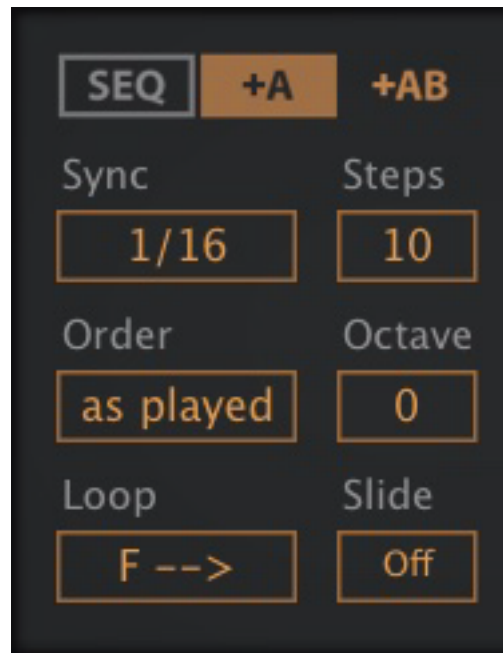 SEQ +A +AB
Sync Steps
1/16 10
Order Octave
as played 0
Loop Slide
F --> Off